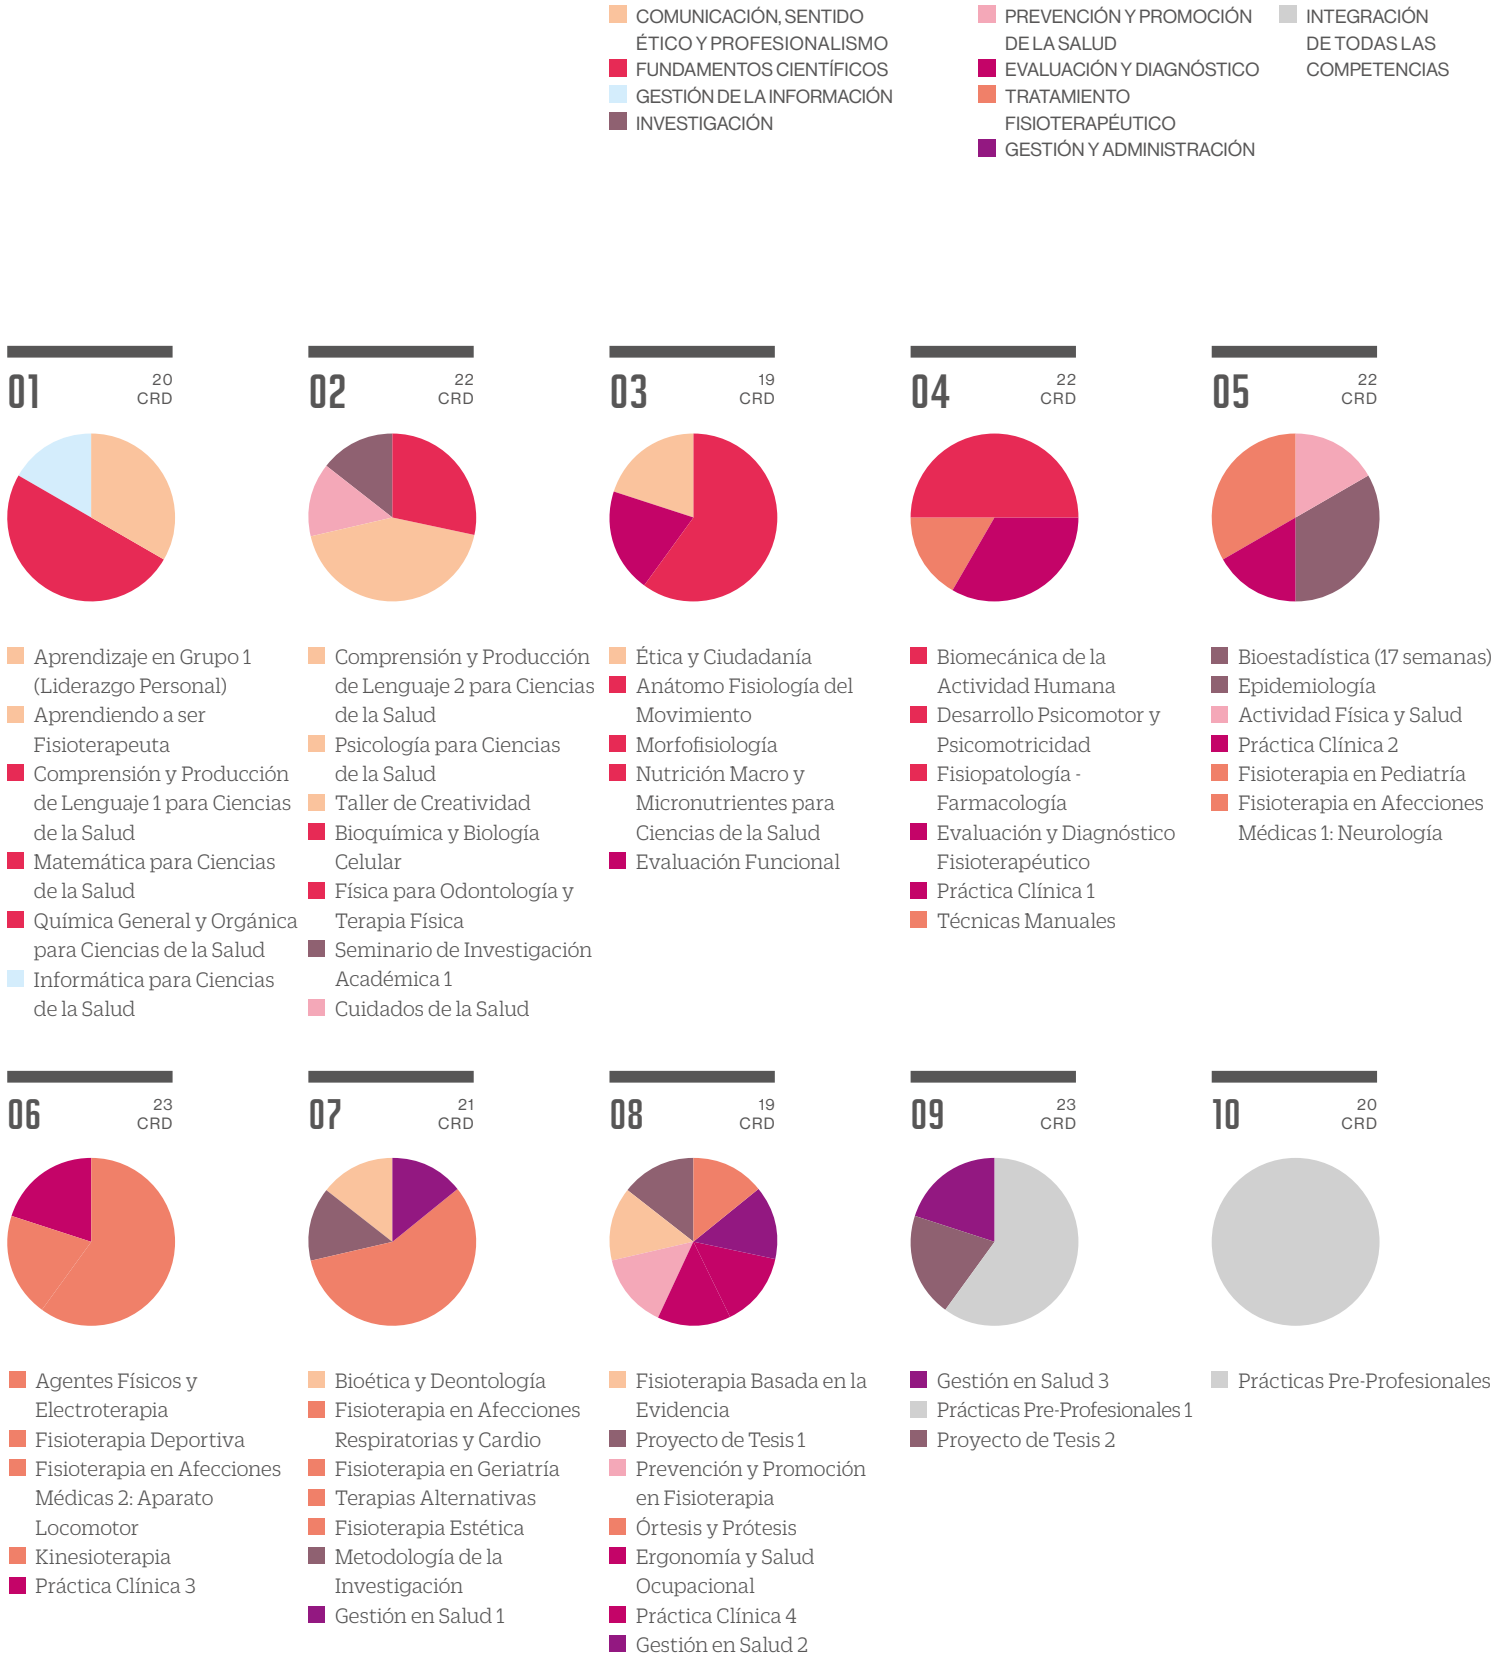 COMUNICACIÓN, SENTIDO
ÉTICO Y PROFESIONALISMO
FUNDAMENTOS CIENTÍFICOS
GESTIÓN DE LA INFORMACIÓN
INVESTIGACIÓN
PREVENCIÓN Y PROMOCIÓN
DE LA SALUD
EVALUACIÓN Y DIAGNÓSTICO
TRATAMIENTO
FISIOTERAPÉUTICO
GESTIÓN Y ADMINISTRACIÓN
INTEGRACIÓN
DE TODAS LAS
COMPETENCIAS
01
20
CRD
Aprendizaje en Grupo 1
(Liderazgo Personal)
Aprendiendo a ser
Fisioterapeuta
Comprensión y Producción
de Lenguaje 1 para Ciencias
de la Salud
Matemática para Ciencias
de la Salud
Química General y Orgánica
para Ciencias de la Salud
Informática para Ciencias
de la Salud
02
22
CRD
Comprensión y Producción
de Lenguaje 2 para Ciencias
de la Salud
Psicología para Ciencias
de la Salud
Taller de Creatividad
Bioquímica y Biología
Celular
Física para Odontología y
Terapia Física
Seminario de Investigación
Académica 1
Cuidados de la Salud
03
19
CRD
Ética y Ciudadanía
Anátomo Fisiología del
Movimiento
Morfofisiología
Nutrición Macro y
Micronutrientes para
Ciencias de la Salud
Evaluación Funcional
04
22
CRD
Biomecánica de la
Actividad Humana
Desarrollo Psicomotor y
Psicomotricidad
Fisiopatología -
Farmacología
Evaluación y Diagnóstico
Fisioterapéutico
Práctica Clínica 1
Técnicas Manuales
05
22
CRD
Bioestadística (17 semanas)
Epidemiología
Actividad Física y Salud
Práctica Clínica 2
Fisioterapia en Pediatría
Fisioterapia en Afecciones
Médicas 1: Neurología
06
23
CRD
Agentes Físicos y
Electroterapia
Fisioterapia Deportiva
Fisioterapia en Afecciones
Médicas 2: Aparato
Locomotor
Kinesioterapia
Práctica Clínica 3
07
21
CRD
Bioética y Deontología
Fisioterapia en Afecciones
Respiratorias y Cardio
Fisioterapia en Geriatría
Terapias Alternativas
Fisioterapia Estética
Metodología de la
Investigación
Gestión en Salud 1
08
19
CRD
Fisioterapia Basada en la
Evidencia
Proyecto de Tesis 1
Prevención y Promoción
en Fisioterapia
Órtesis y Prótesis
Ergonomía y Salud
Ocupacional
Práctica Clínica 4
Gestión en Salud 2
09
23
CRD
Gestión en Salud 3
Prácticas Pre-Profesionales 1
Proyecto de Tesis 2
10
20
CRD
Prácticas Pre-Profesionales